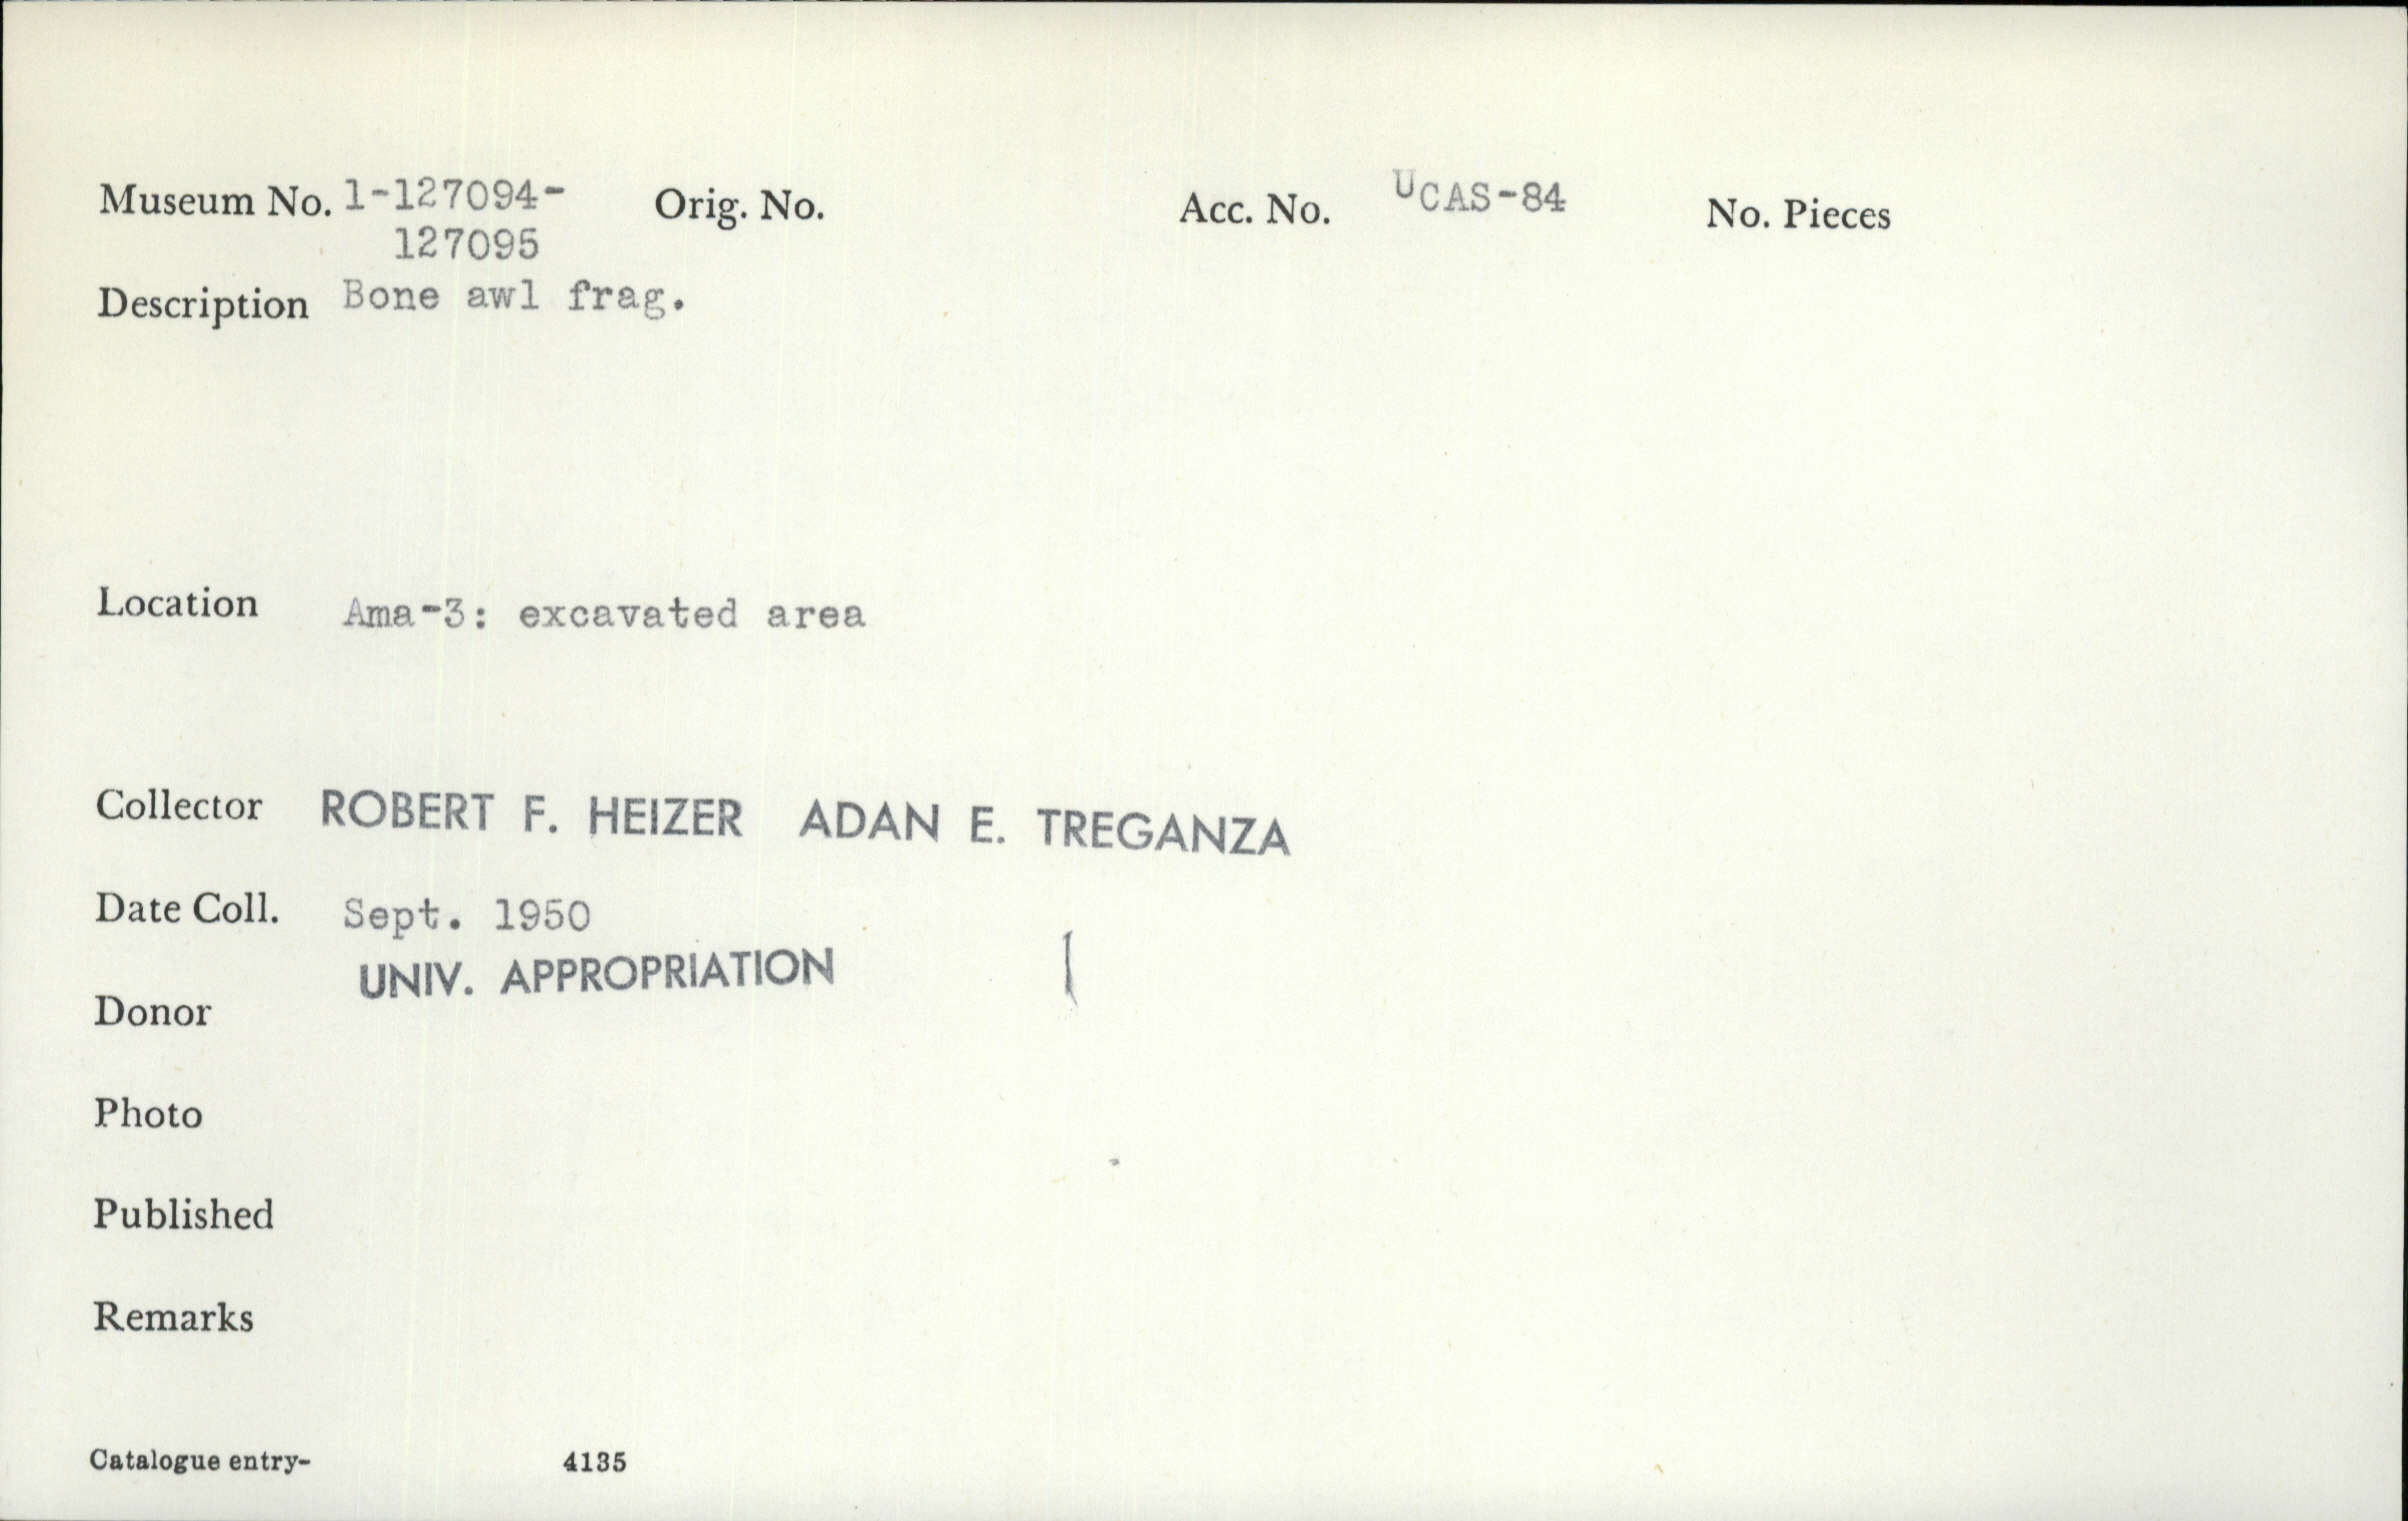 Museum No. 1-127094- Orig. No. Acc. No. UCAS-84 No. Pieces
127095
Description Bone awl frag.
Location Ama-3: excavated area
Collector ROBERT F. HEIZER ADAN E. TREGANZA
Date Coll. Sept. 1950
UNIV. APPROPRIATION
Donor
Photo
Published
Remarks
Catalogue entry- 4135